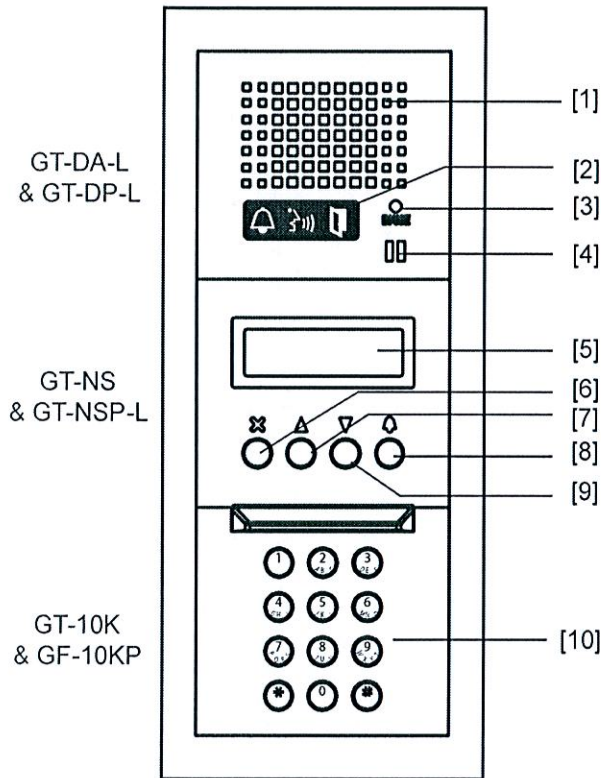 [1]
GT-DA-L
& GT-DP-L
[2]
[3]
[4]
[5]
GT-NS
& GT-NSP-L
[6]
[7]
[8]
[9]
1 2 3
4 5 6
GT-10K
& GF-10KP
[10]
7 8 9
* 0 #